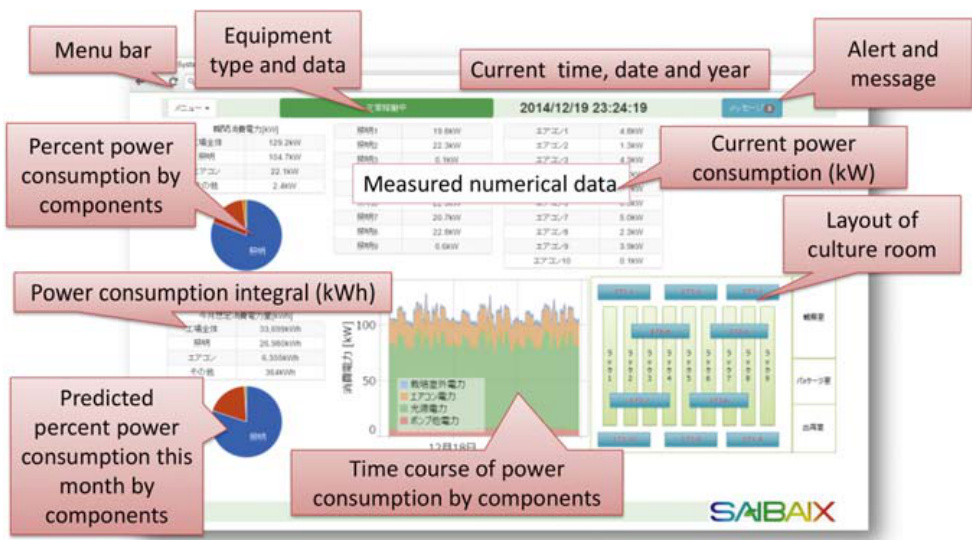 Menu bar
Equipment
type and data
Current time, date and year
Alert and
message
メニュー
2014/12/19 23:24:19
メッセージ
瞬間消費電力[kW]
工場全体 129.2kW
照明 104.7kW
エアコン 22.1kW
その他 2.4kW
照明
Percent power
consumption by
components
照明1 19.6kW
照明2 22.3kW
照明3 0.1kW
照明7 20.7kW
照明8 22.8kW
照明9 0.6kW
エアコン1 4.8kW
エアコン2 1.3kW
エアコン3 4.3kW
エアコン7 5.0kW
エアコン8 2.3kW
エアコン9 3.9kW
エアコン10 0.1kW
Measured numerical data
Current power
consumption (kW)
Layout of
culture room
Power consumption integral (kWh)
今月想定消費電力量[kWh]
工場全体 33,699kWh
照明 26,980kWh
エアコン 6,355kWh
その他 364kWh
照明
Predicted
percent power
consumption this
month by
components
消費電力 [kW]
100
50
0
栽培室外電力
エアコン電力
光源電力
ポンプ他電力
12月18日
Time course of power
consumption by components
ラック1
ラック2
ラック3
ラック4
ラック5
ラック6
ラック7
ラック8
ラック9
パッケージ室
出荷室
SAIBAIX